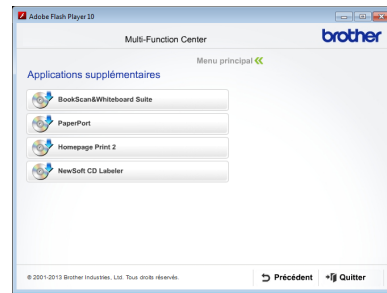 Adobe Flash Player 10
Multi-Function Center
brother
Menu principal
Applications supplémentaires
BookScan&Whiteboard Suite
PaperPort
Homepage Print 2
NewSoft CD Labeler
© 2001-2013 Brother Industries, Ltd. Tous droits réservés.
Précédent
Quitter